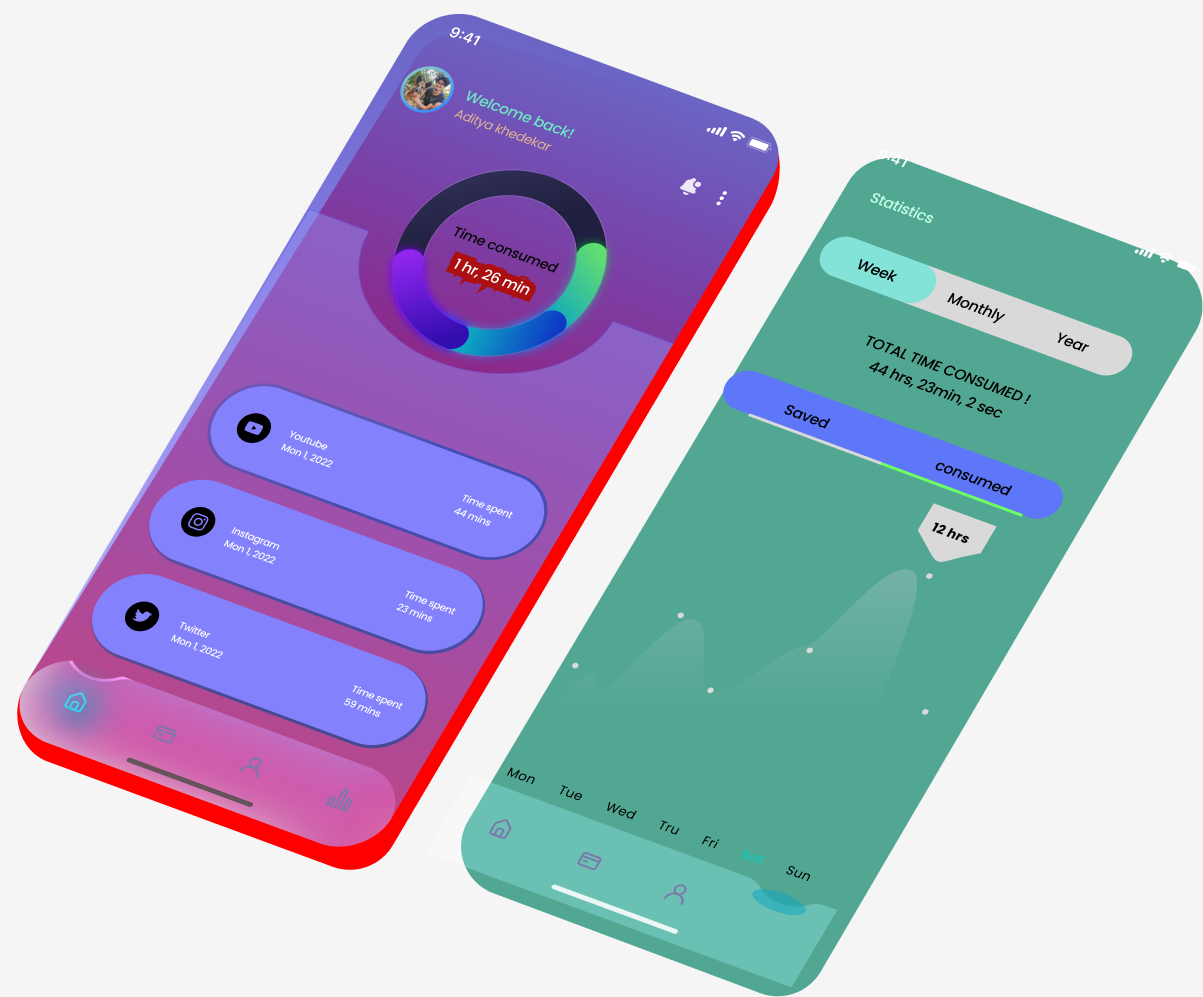 9:41
Welcome back!
Aditya khedekar
Time consumed
1 hr, 26 min
Youtube
Mon 1, 2022
Time spent
44 mins
Instagram
Mon 1, 2022
Time spent
23 mins
Twitter
Mon 1, 2022
Time spent
59 mins
9:41
Statistics
Week
Monthly
Year
TOTAL TIME CONSUMED !
44 hrs, 23min, 2 sec
Saved
consumed
12 hrs
Mon
Tue
Wed
Tru
Fri
Sat
Sun